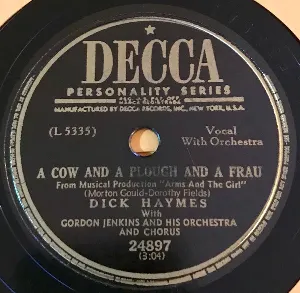 DECCA
PERSONALITY SERIES
MANUFACTURED BY DECCA RECORDS, INC., NEW YORK, U.S.A.
(L 5335)
Vocal
With Orchestra
A COW AND A PLOUGH AND A FRAU
From Musical Production "Arms And The Girl"
(Morton Gould-Dorothy Fields)
DICK HAYMES
With
GORDON JENKINS AND HIS ORCHESTRA
AND CHORUS
24897
(3:04)